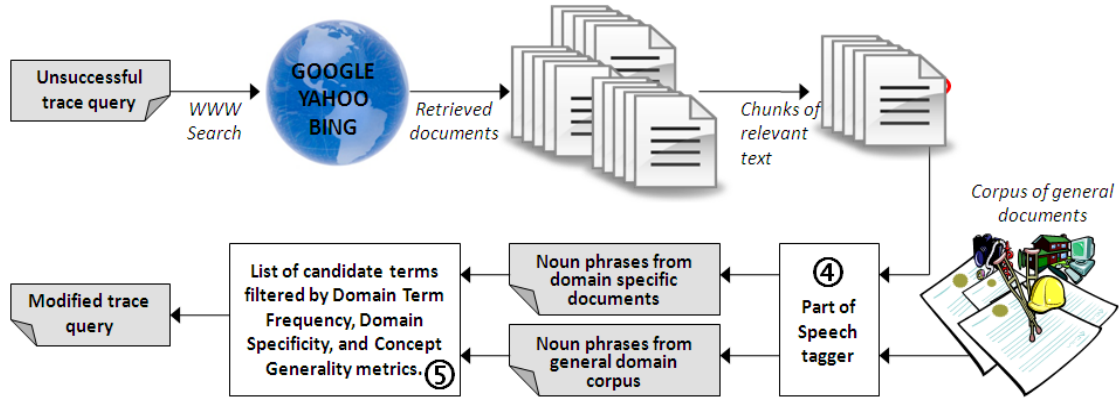 Unsuccessful
trace query
WWW
Search
GOOGLE
YAHOO
BING
Retrieved
documents
Chunks of
relevant
text
Corpus of general
documents
④
Part of
Speech
tagger
Noun phrases from
domain specific
documents
Noun phrases from
general domain
corpus
List of candidate terms
filtered by Domain Term
Frequency, Domain
Specificity, and Concept
Generality metrics. ⑤
Modified trace
query